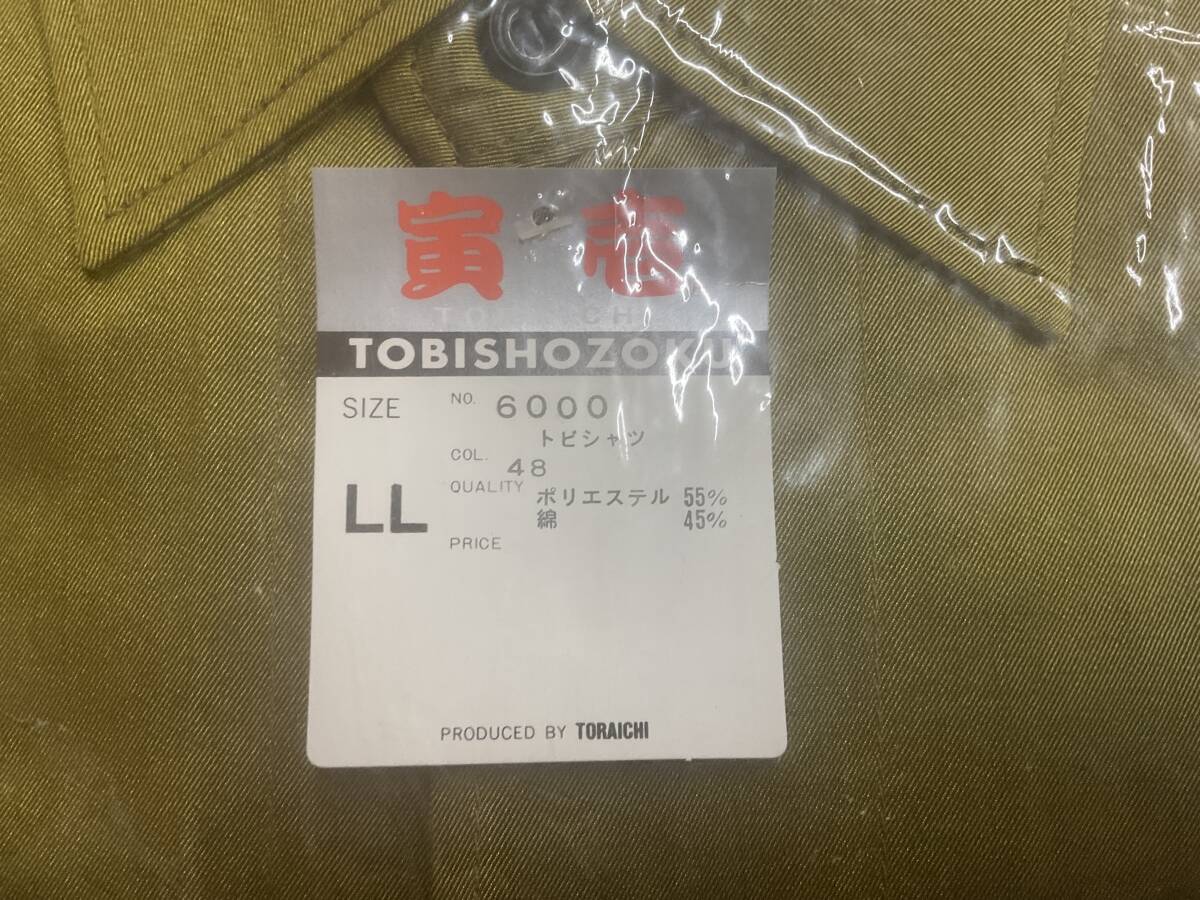 寅壱
TORAICHI
TOBISHOZOKU
SIZE NO. 6000
トビシャツ
COL. 48
LL QUALITY ポリエステル 55%
綿 45%
PRICE
PRODUCED BY TORAICHI